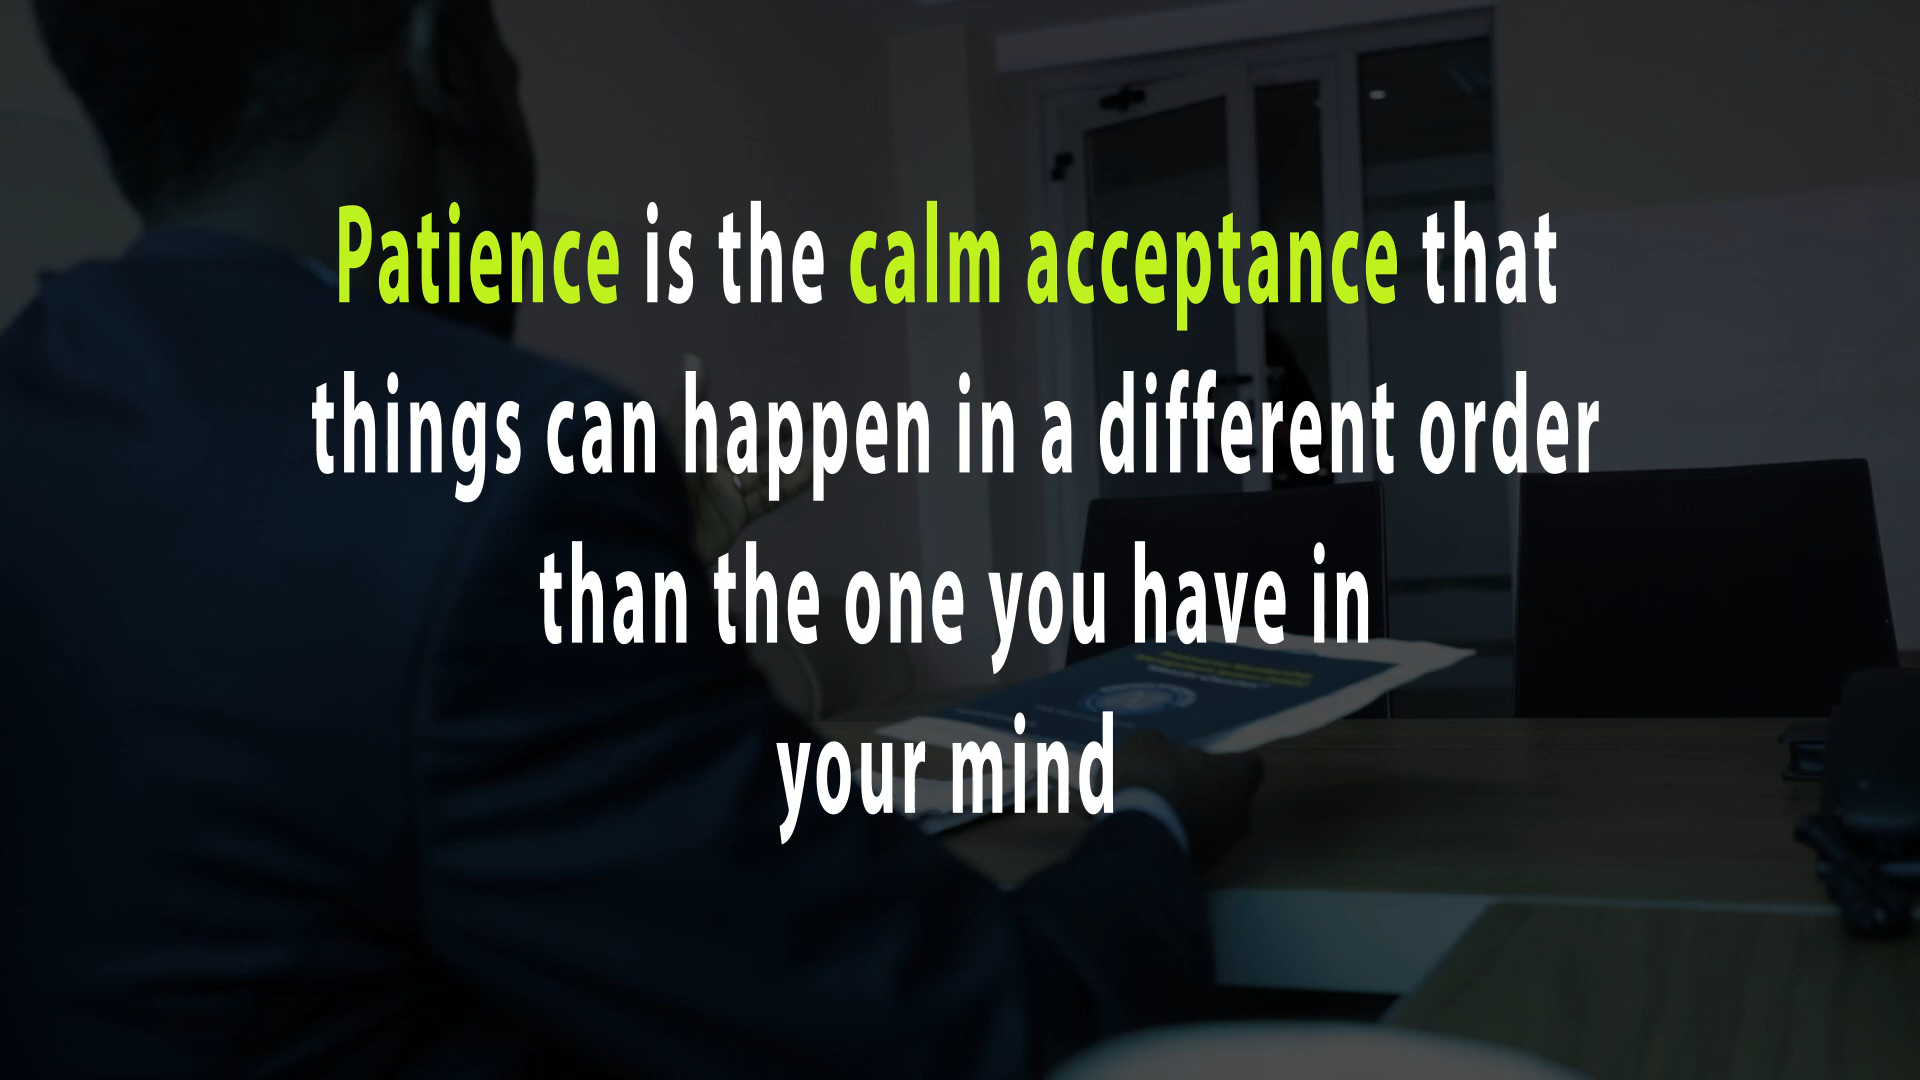 Patience is the calm acceptance that
things can happen in a different order
than the one you have in
your mind